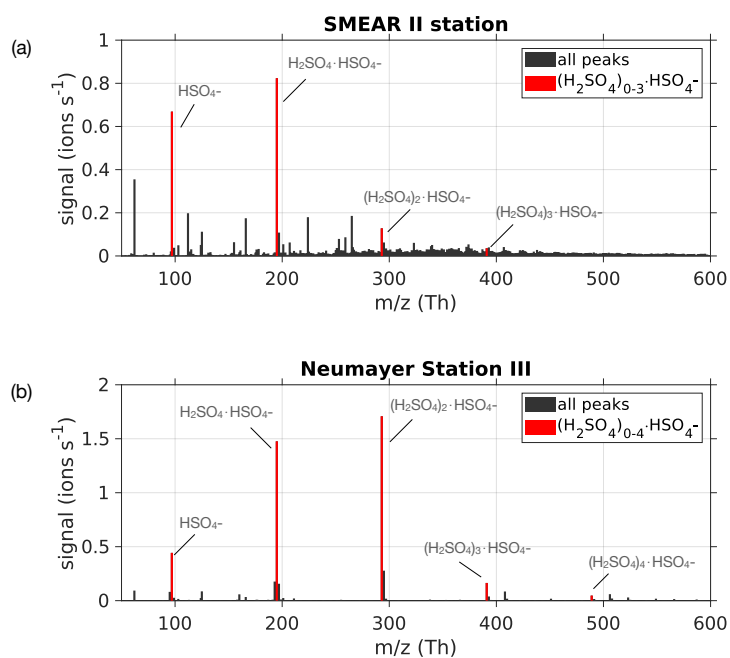 SMEAR II station
(a)
signal (ions s⁻¹)
1
0.8
0.6
0.4
0.2
0
HSO₄-
H₂SO₄·HSO₄-
(H₂SO₄)₂·HSO₄-
(H₂SO₄)₃·HSO₄-
all peaks
(H₂SO₄)₀₋₃·HSO₄-
100 200 300 400 500 600
m/z (Th)
Neumayer Station III
(b)
signal (ions s⁻¹)
2
1.5
1
0.5
0
HSO₄-
H₂SO₄·HSO₄-
(H₂SO₄)₂·HSO₄-
(H₂SO₄)₃·HSO₄-
(H₂SO₄)₄·HSO₄-
all peaks
(H₂SO₄)₀₋₄·HSO₄-
100 200 300 400 500 600
m/z (Th)